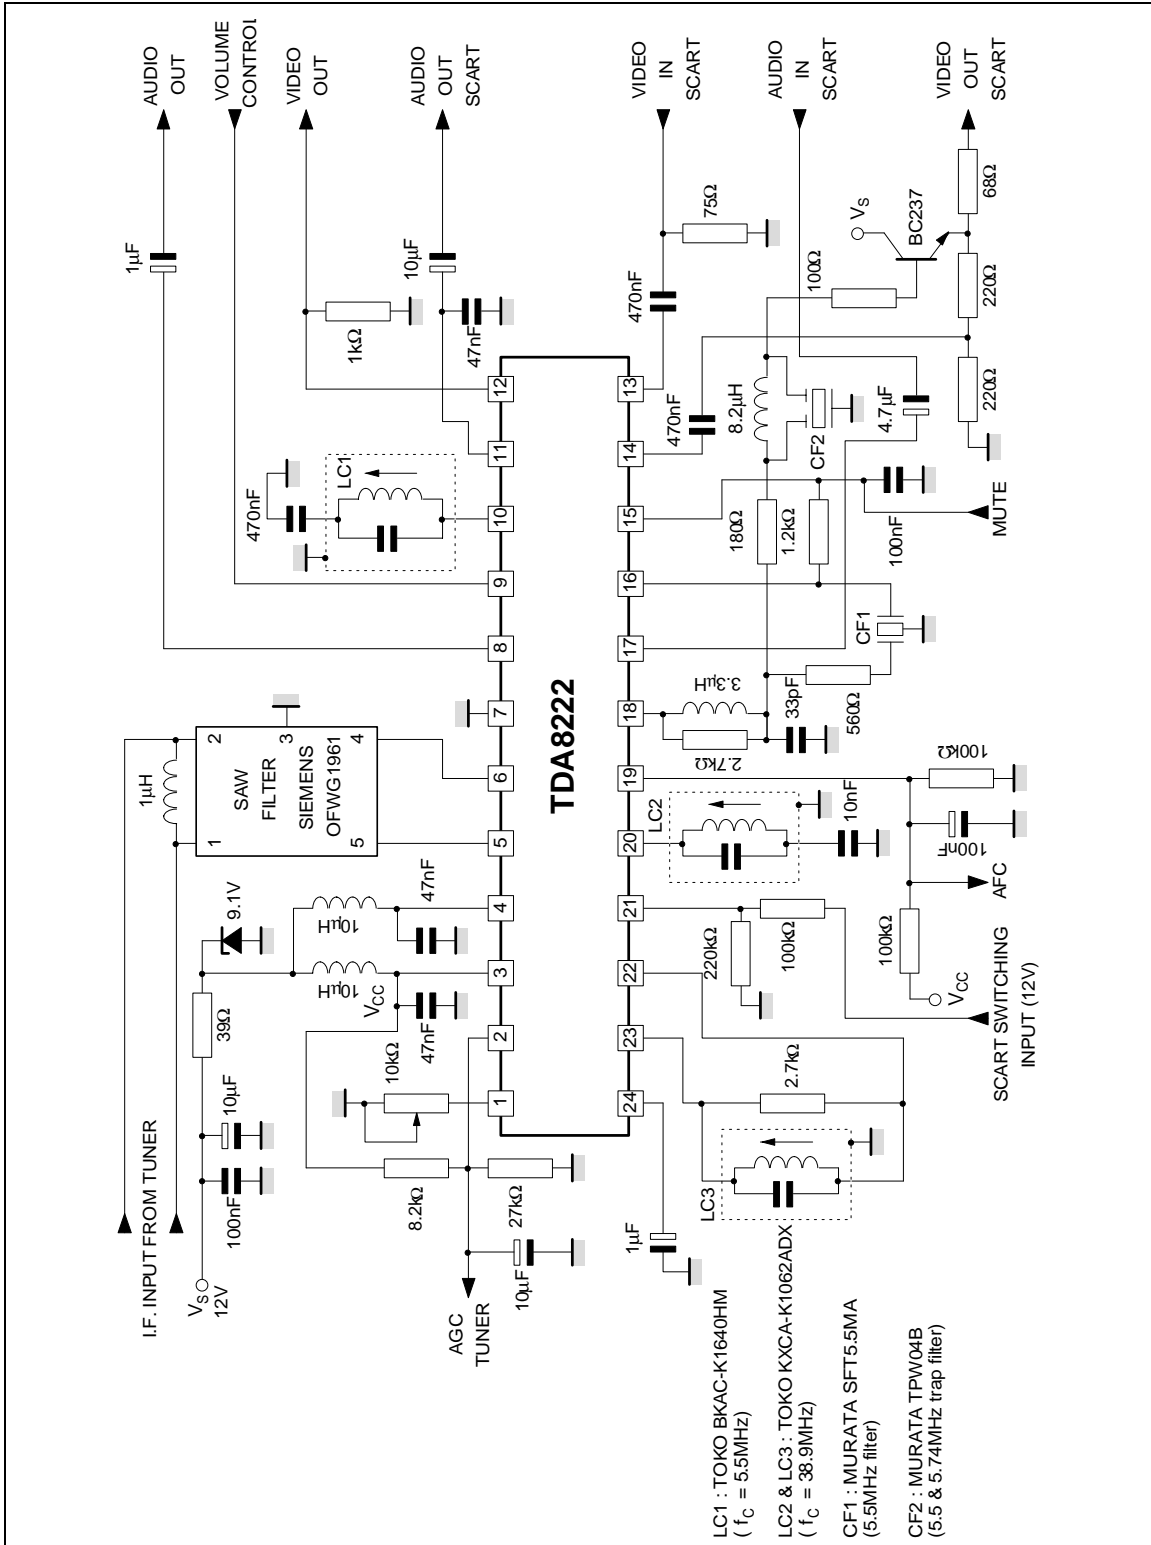 AUDIO
OUT
VOLUME
CONTROL
VIDEO
OUT
AUDIO
OUT
SCART
VIDEO
IN
SCART
AUDIO
IN
SCART
VIDEO
OUT
SCART
1µF
10µF
1kΩ
47nF
470nF
LC1
75Ω
470nF
470nF
8.2µH
CF2
100Ω
VS
BC237
68Ω
220Ω
220Ω
4.7µF
180Ω
1.2kΩ
100nF
MUTE
CF1
560Ω
33pF
3.3µH
2.7kΩ
12
11
10
9
8
7
6
5
4
3
2
1
TDA8222
13
14
15
16
17
18
19
20
21
22
23
24
1µH
2
3
4
1
5
SAW
FILTER
SIEMENS
OFWG1961
9.1V
10µH
47nF
10µH
VCC
47nF
39Ω
10µF
100nF
VS
12V
I.F. INPUT FROM TUNER
10kΩ
8.2kΩ
27kΩ
10µF
AGC
TUNER
LC2
10nF
100kΩ
100nF
AFC
100kΩ
VCC
220kΩ
100kΩ
SCART SWITCHING
INPUT (12V)
2.7kΩ
LC3
1µF
LC1 : TOKO BKAC-K1640HM
( fC = 5.5MHz)
LC2 & LC3 : TOKO KXCA-K1062ADX
( fC = 38.9MHz)
CF1 : MURATA SFT5.5MA
(5.5MHz filter)
CF2 : MURATA TPW04B
(5.5 & 5.74MHz trap filter)